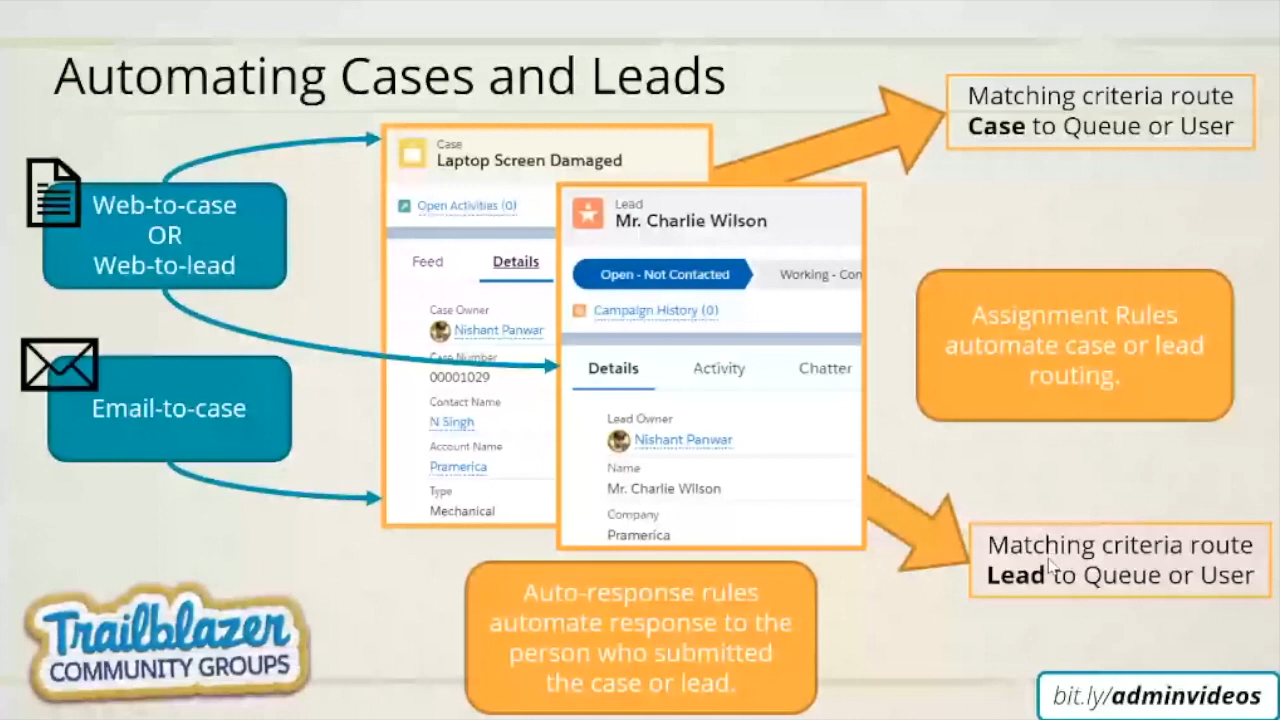 Automating Cases and Leads
Matching criteria route
Case to Queue or User
Web-to-case
OR
Web-to-lead
Email-to-case
Case
Laptop Screen Damaged
Open Activities (0)
Feed Details
Case Owner
Nishant Panwar
Case Number
00001029
Contact Name
N Singh
Account Name
Pramerica
Type
Mechanical
Lead
Mr. Charlie Wilson
Open - Not Contacted Working - Con
Campaign History (0)
Details Activity Chatter
Lead Owner
Nishant Panwar
Name
Mr. Charlie Wilson
Company
Pramerica
Assignment Rules
automate case or lead
routing.
Matching criteria route
Lead to Queue or User
Auto-response rules
automate response to the
person who submitted
the case or lead.
Trailblazer
COMMUNITY GROUPS
bit.ly/adminvideos